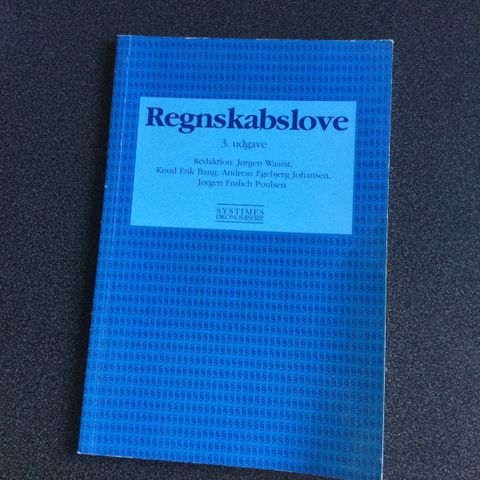 Regnskabslove
3. udgave
Redaktion: Jørgen Waarst,
Knud Erik Bang, Andreas Egebjerg Johansen,
Jørgen Frølich Poulsen
SYSTIMES
ØKONOMISERIE